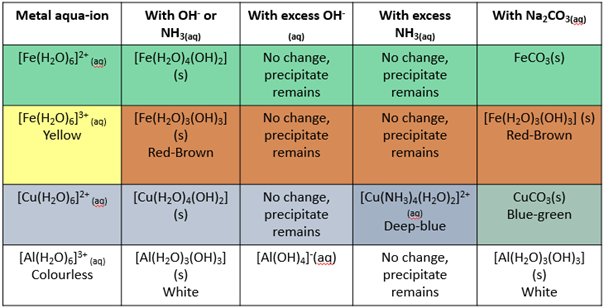 Metal aqua-ion
With OH⁻ or
NH₃(aq)
With excess OH⁻
(aq)
With excess
NH₃(aq)
With Na₂CO₃(aq)
[Fe(H₂O)₆]²⁺ (aq)
[Fe(H₂O)₄(OH)₂]
(s)
No change,
precipitate
remains
No change,
precipitate
remains
FeCO₃(s)
[Fe(H₂O)₆]³⁺ (aq)
Yellow
[Fe(H₂O)₃(OH)₃]
(s)
Red-Brown
No change,
precipitate
remains
No change,
precipitate
remains
[Fe(H₂O)₃(OH)₃] (s)
Red-Brown
[Cu(H₂O)₆]²⁺ (aq)
[Cu(H₂O)₄(OH)₂]
(s)
No change,
precipitate
remains
[Cu(NH₃)₄(H₂O)₂]²⁺
(aq)
Deep-blue
CuCO₃(s)
Blue-green
[Al(H₂O)₆]³⁺ (aq)
Colourless
[Al(H₂O)₃(OH)₃]
(s)
White
[Al(OH)₄]⁻(aq)
No change,
precipitate
remains
[Al(H₂O)₃(OH)₃]
(s)
White